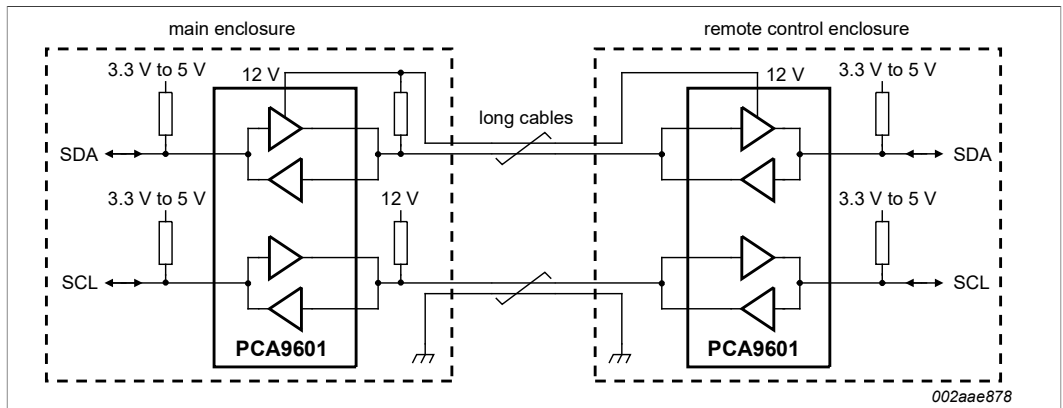 main enclosure
remote control enclosure
3.3 V to 5 V
12 V
12 V
3.3 V to 5 V
long cables
SDA
SDA
3.3 V to 5 V
12 V
3.3 V to 5 V
SCL
SCL
PCA9601
PCA9601
002aae878